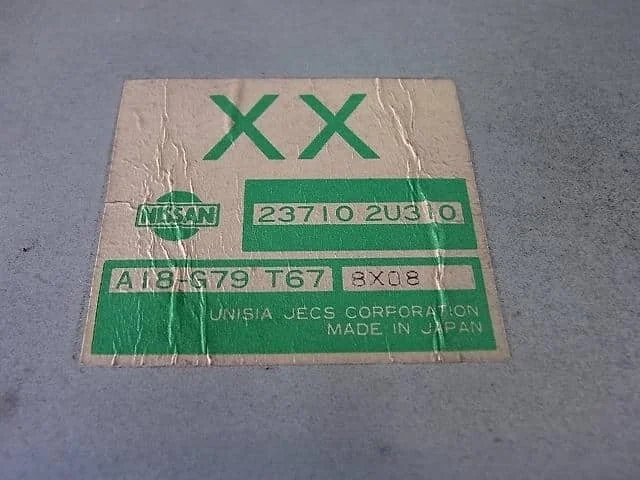 XX
NISSAN
23710 2U310
A18-G79 T67 8X08
UNISIA JECS CORPORATION
MADE IN JAPAN